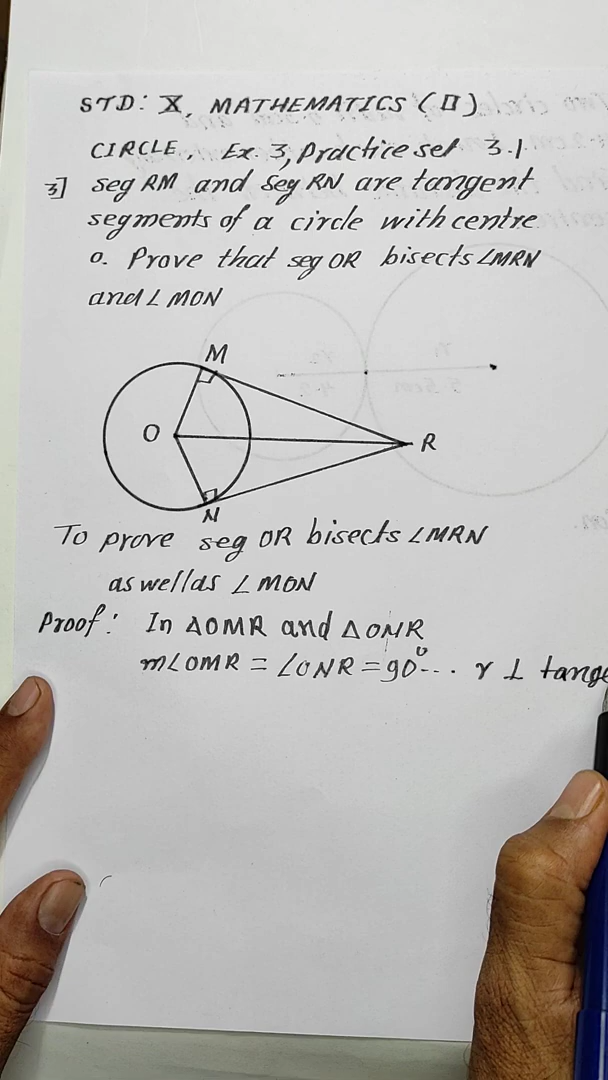 STD: X, MATHEMATICS (II)
CIRCLE, Ex. 3, Practice set 3.1
3] seg RM and seg RN are tangent
segments of a circle with centre
O. Prove that seg OR bisects ∠MRN
and ∠MON
M
O
R
N
To prove seg OR bisects ∠MRN
as wellas ∠MON
Proof: In ΔOMR and ΔONR
m∠OMR = ∠ONR = 90°... r ⊥ tange